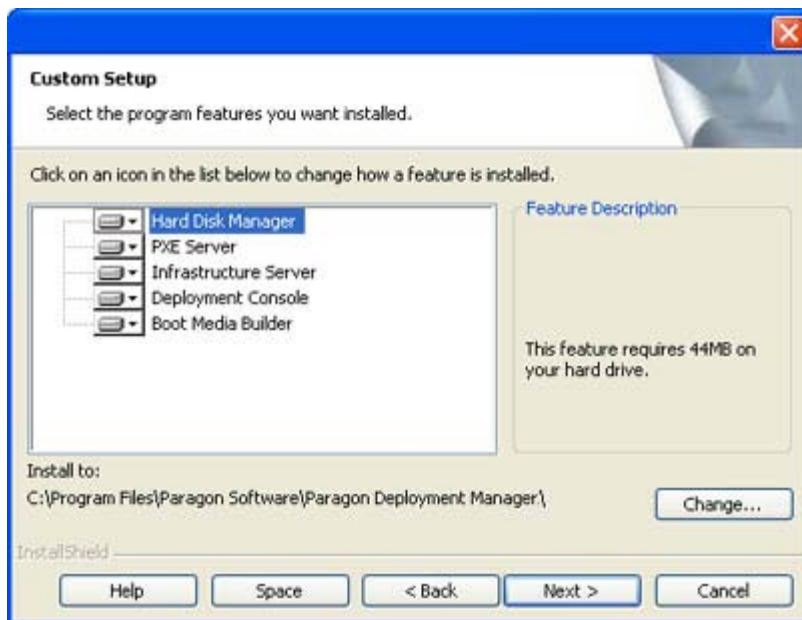 Custom Setup
Select the program features you want installed.
Click on an icon in the list below to change how a feature is installed.
Hard Disk Manager
PXE Server
Infrastructure Server
Deployment Console
Boot Media Builder
Feature Description
This feature requires 44MB on
your hard drive.
Install to:
C:\Program Files\Paragon Software\Paragon Deployment Manager\
Change...
InstallShield
Help
Space
< Back
Next >
Cancel